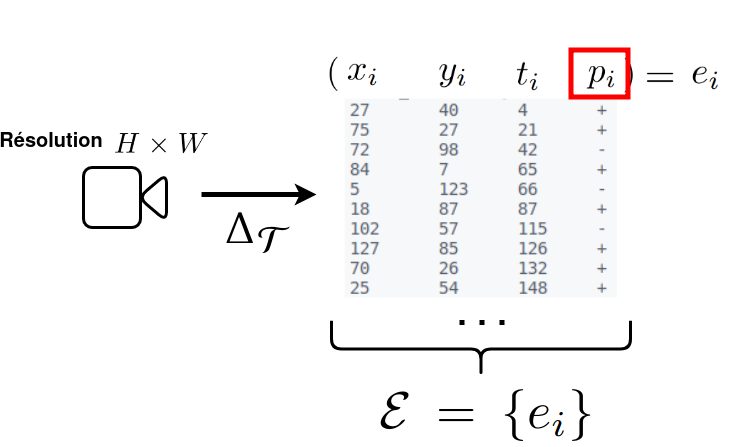 ( x_i y_i t_i p_i ) = e_i
27 40 4 +
75 27 21 +
72 98 42 -
84 7 65 +
5 123 66 -
18 87 87 +
102 57 115 -
127 85 126 +
70 26 132 +
25 54 148 +
...
Résolution H × W
Δ𝒯
ℰ = {e_i}